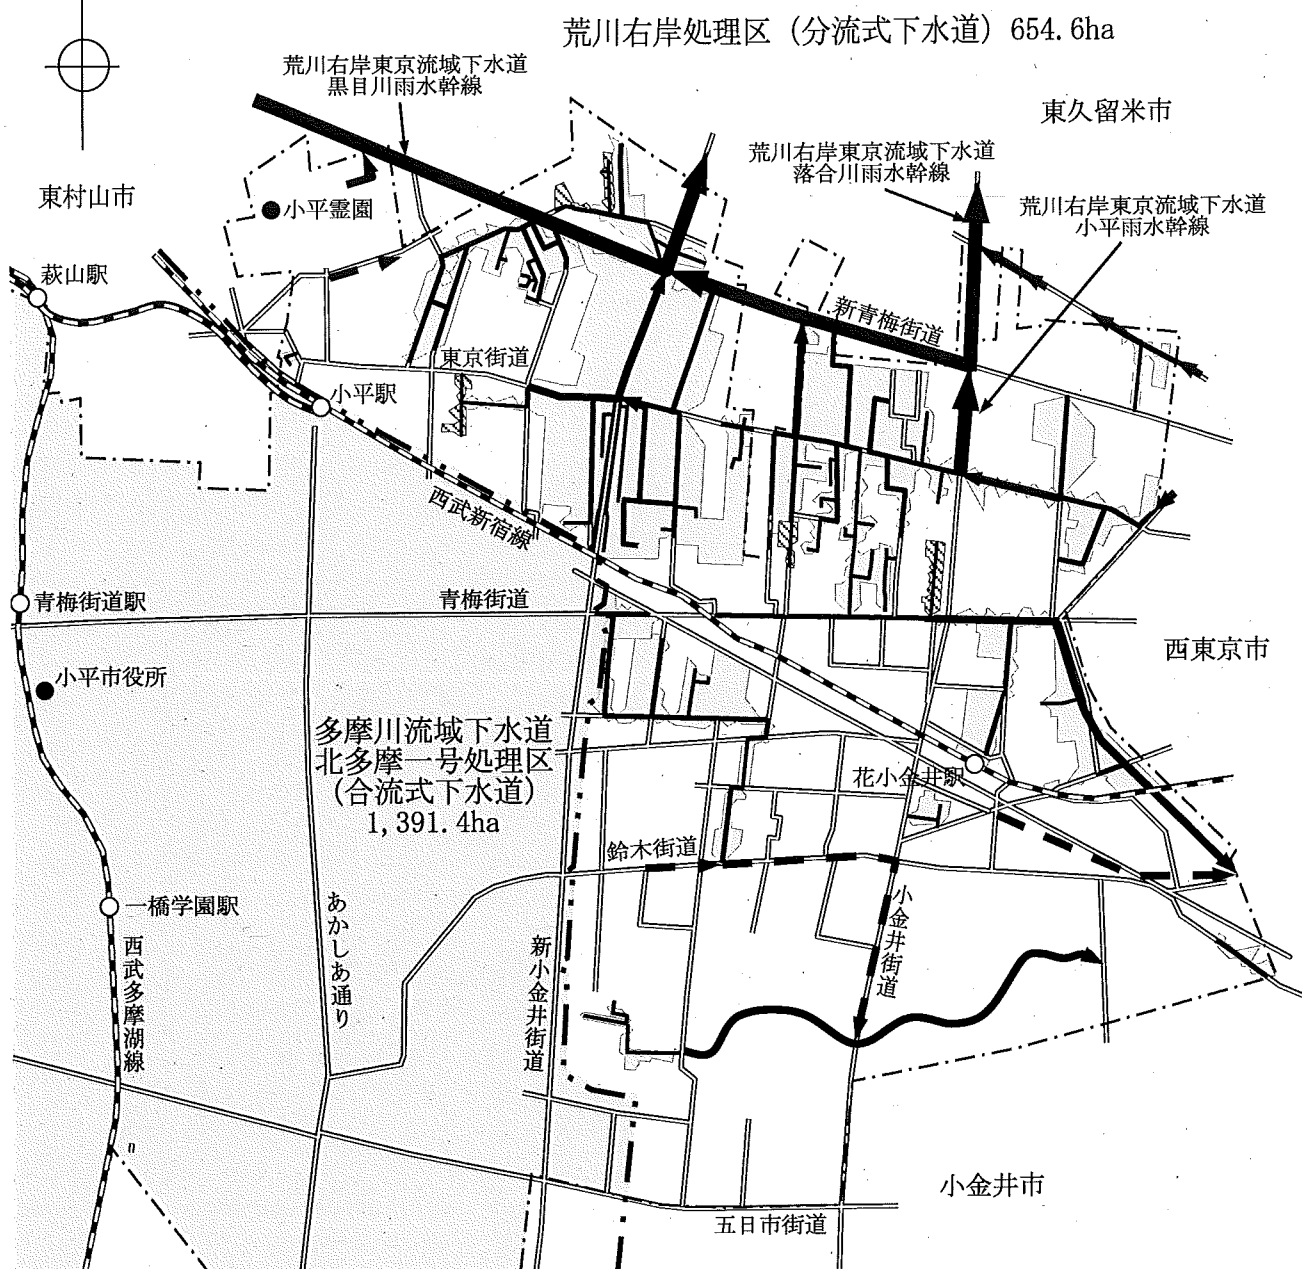 荒川右岸処理区（分流式下水道）654.6ha
荒川右岸東京流域下水道
黒目川雨水幹線
東久留米市
荒川右岸東京流域下水道
落合川雨水幹線
東村山市
小平霊園
荒川右岸東京流域下水道
小平雨水幹線
萩山駅
新青梅街道
東京街道
小平駅
西武新宿線
青梅街道駅
青梅街道
西東京市
小平市役所
多摩川流域下水道
北多摩一号処理区
（合流式下水道）
1,391.4ha
花小金井駅
鈴木街道
一橋学園駅
あかしあ通り
小金井街道
西武多摩湖線
新小金井街道
小金井市
五日市街道